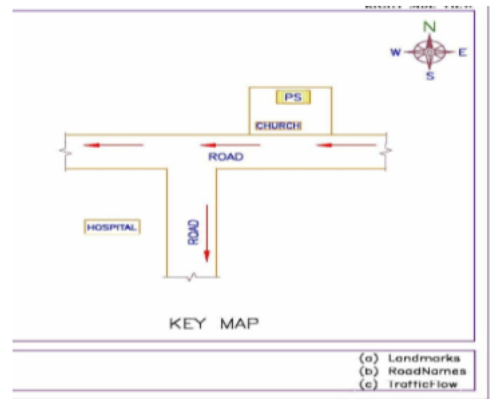 N
W E
S
PS
CHURCH
ROAD
HOSPITAL
ROAD
KEY MAP
(a) Landmarks
(b) RoadNames
(c) TrafficFlow